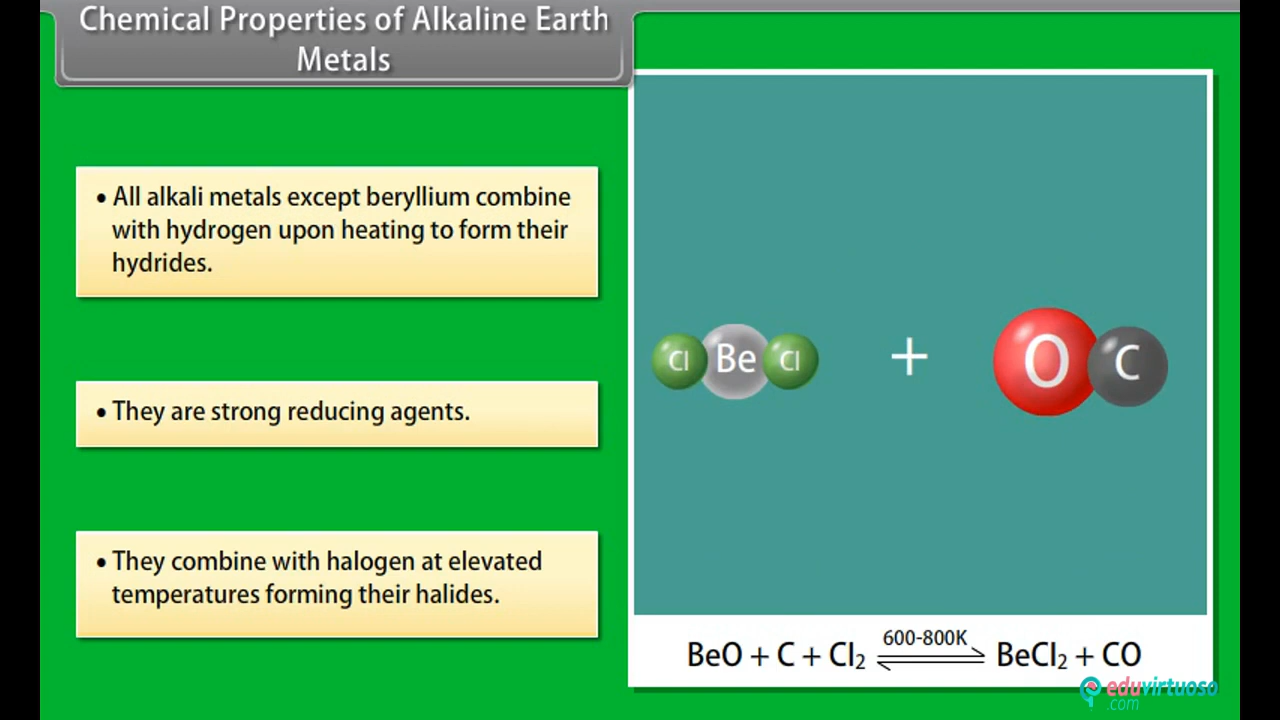 Chemical Properties of Alkaline Earth
Metals
• All alkali metals except beryllium combine
with hydrogen upon heating to form their
hydrides.
• They are strong reducing agents.
• They combine with halogen at elevated
temperatures forming their halides.
Cl Be Cl + O C
600-800K
BeO + C + Cl₂ ⇌ BeCl₂ + CO
eduvirtuoso
.com